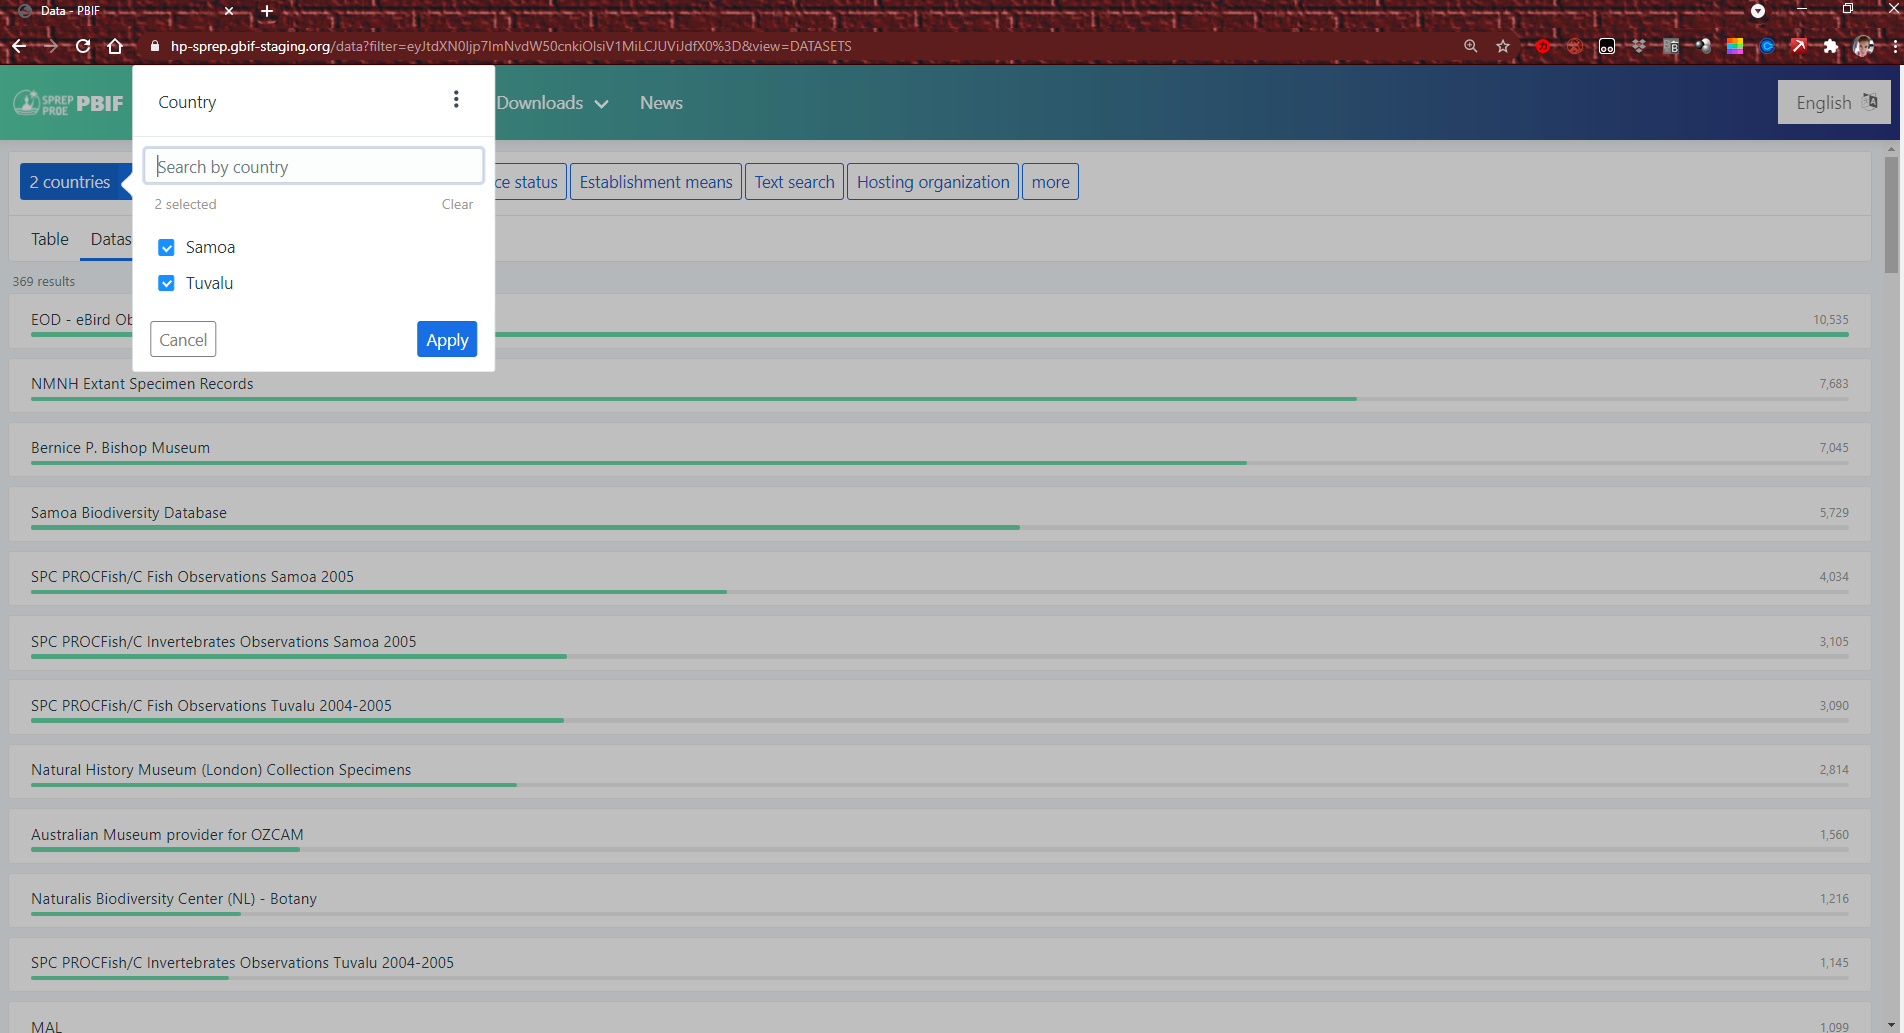 Data - PBIF
hp-sprep.gbif-staging.org/data?filter=eyJtdXN0Ijp7ImNvdW50cnkiOlsiV1MiLCJUViJdfX0%3D&view=DATASETS
SPREP
PROE
PBIF
Downloads
News
English
Country
Search by country
2 selected
Clear
Samoa
Tuvalu
Cancel
Apply
2 countries
ce status
Establishment means
Text search
Hosting organization
more
Table
Datas
369 results
EOD - eBird Ob
10,535
NMNH Extant Specimen Records
7,683
Bernice P. Bishop Museum
7,045
Samoa Biodiversity Database
5,729
SPC PROCFish/C Fish Observations Samoa 2005
4,034
SPC PROCFish/C Invertebrates Observations Samoa 2005
3,105
SPC PROCFish/C Fish Observations Tuvalu 2004-2005
3,090
Natural History Museum (London) Collection Specimens
2,814
Australian Museum provider for OZCAM
1,560
Naturalis Biodiversity Center (NL) - Botany
1,216
SPC PROCFish/C Invertebrates Observations Tuvalu 2004-2005
1,145
MAL
1,099